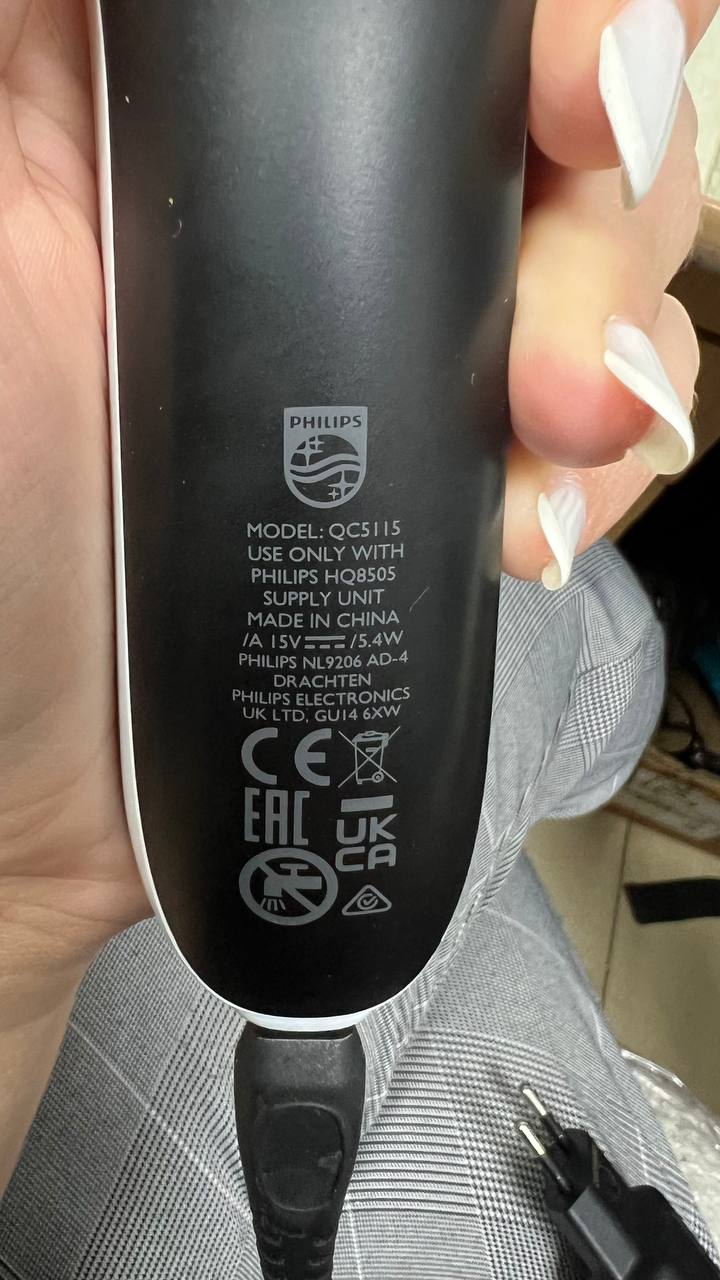 PHILIPS
MODEL: QC5115
USE ONLY WITH
PHILIPS HQ8505
SUPPLY UNIT
MADE IN CHINA
/A 15V⎓/5.4W
PHILIPS NL9206 AD-4
DRACHTEN
PHILIPS ELECTRONICS
UK LTD, GU14 6XW
CE
EAC
UK
CA